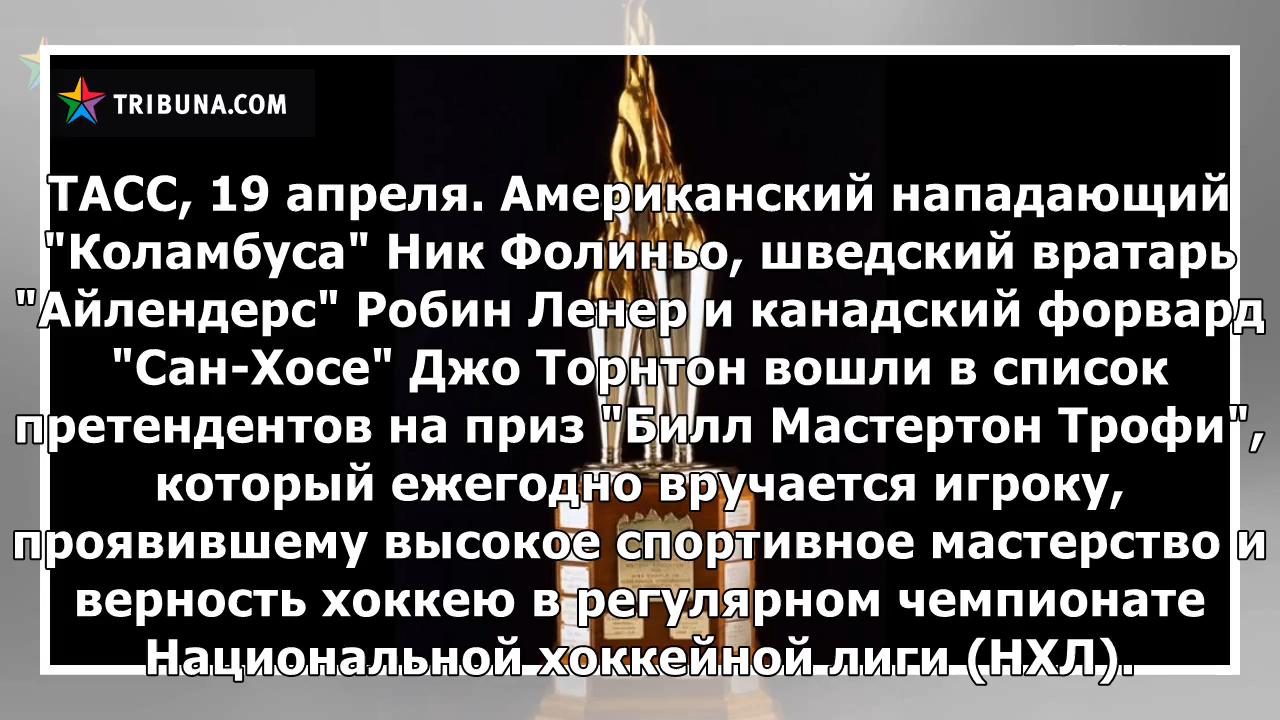 TRIBUNA.COM
ТАСС, 19 апреля. Американский нападающий
"Коламбуса" Ник Фолиньо, шведский вратарь
"Айлендерс" Робин Ленер и канадский форвард
"Сан-Хосе" Джо Торнтон вошли в список
претендентов на приз "Билл Мастертон Трофи",
который ежегодно вручается игроку,
проявившему высокое спортивное мастерство и
верность хоккею в регулярном чемпионате
Национальной хоккейной лиги (НХЛ).